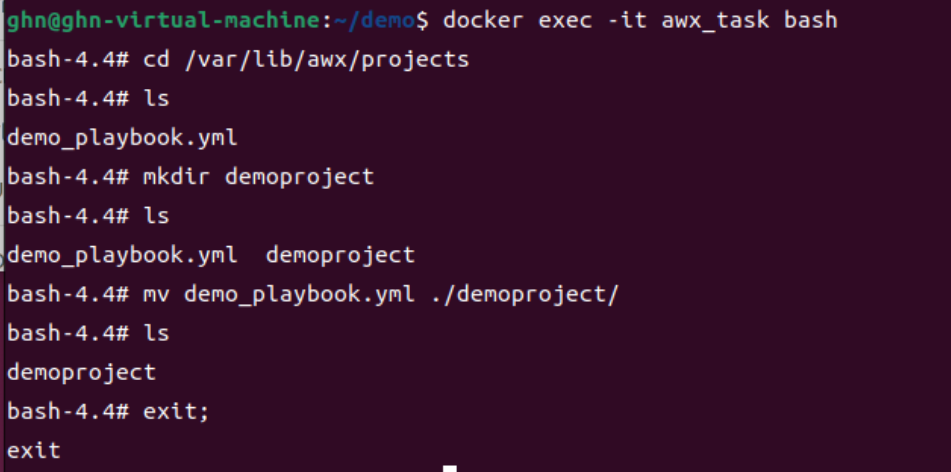 ghn@ghn-virtual-machine:~/demo$ docker exec -it awx_task bash
bash-4.4# cd /var/lib/awx/projects
bash-4.4# ls
demo_playbook.yml
bash-4.4# mkdir demoproject
bash-4.4# ls
demo_playbook.yml  demoproject
bash-4.4# mv demo_playbook.yml ./demoproject/
bash-4.4# ls
demoproject
bash-4.4# exit;
exit